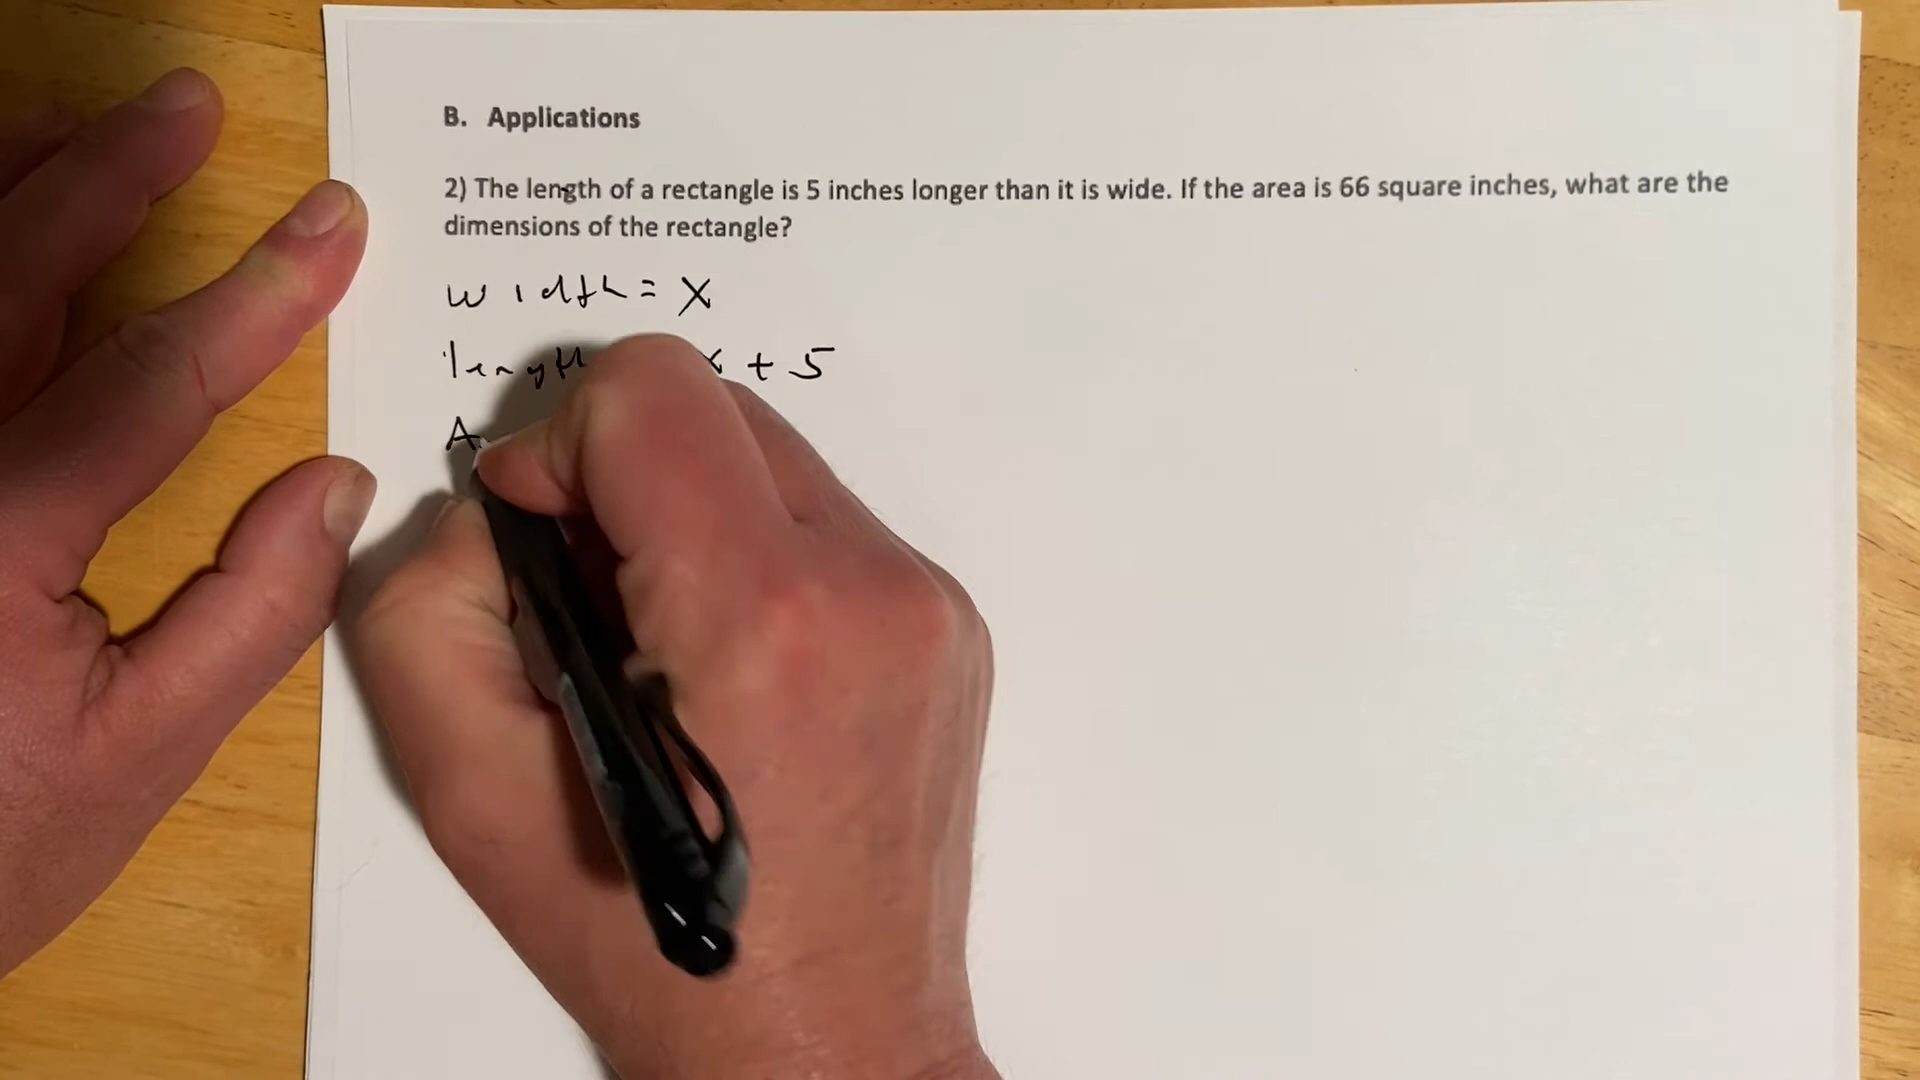 B. Applications
2) The length of a rectangle is 5 inches longer than it is wide. If the area is 66 square inches, what are the
dimensions of the rectangle?
width = x
length x + 5
A